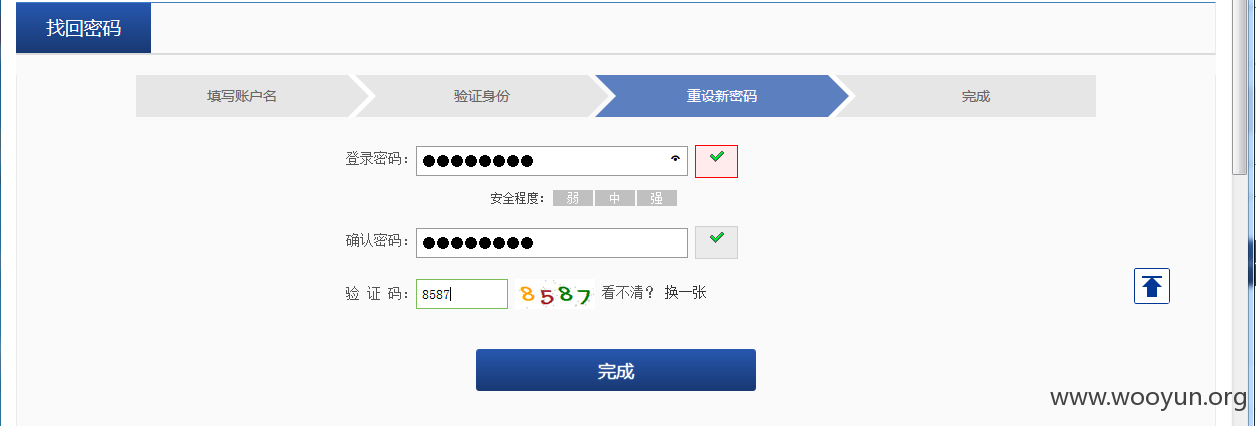 找回密码
填写账户名 验证身份 重设新密码 完成
登录密码：
安全程度： 弱 中 强
确认密码：
验 证 码： 8587 8587 看不清？ 换一张
完成
www.wooyun.org